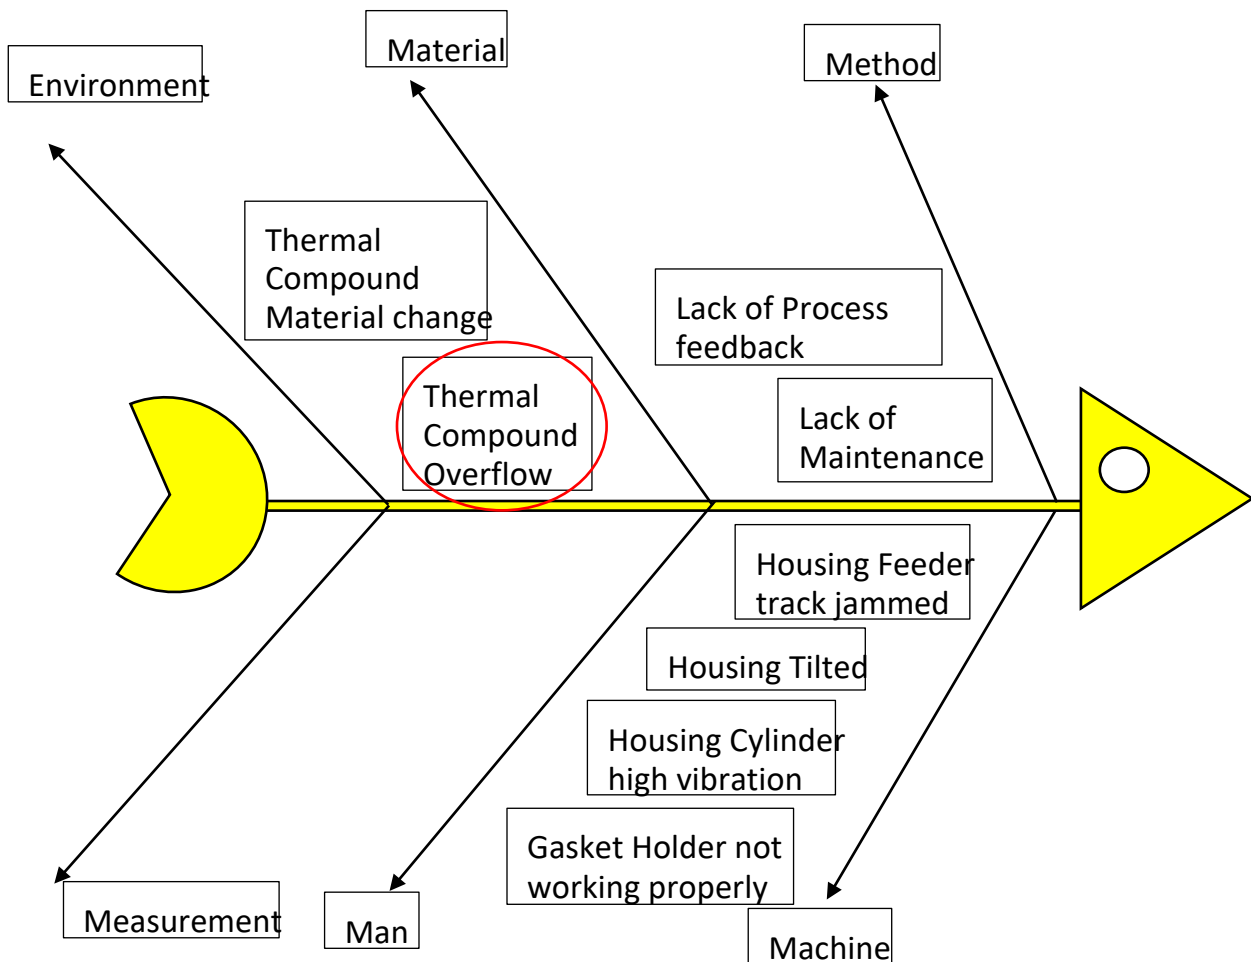 Environment
Material
Method
Thermal
Compound
Material change
Lack of Process
feedback
Thermal
Compound
Overflow
Lack of
Maintenance
Housing Feeder
track jammed
Housing Tilted
Housing Cylinder
high vibration
Gasket Holder not
working properly
Measurement
Man
Machine